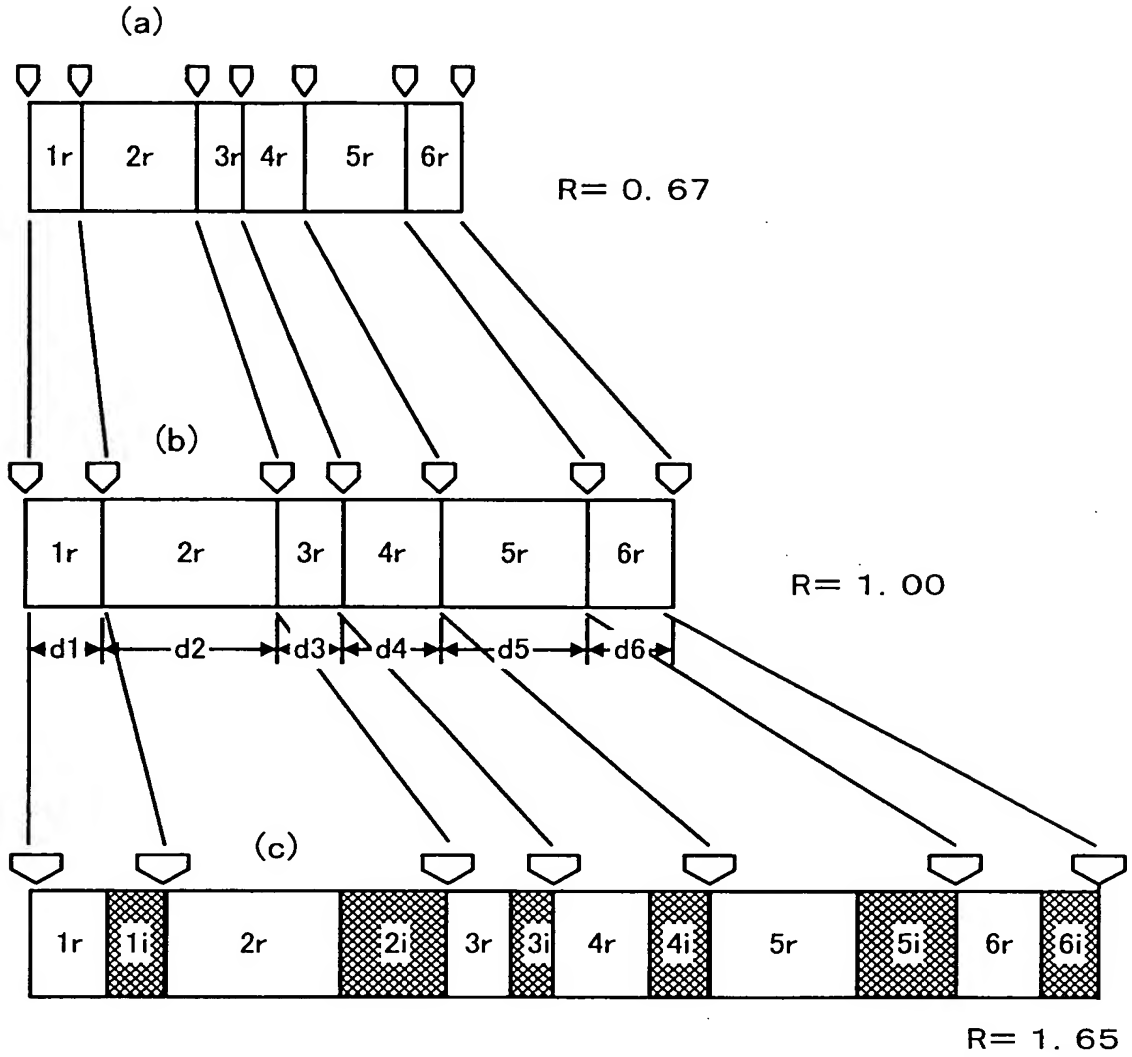 (a)
1r 2r 3r 4r 5r 6r
R= 0. 67
(b)
1r 2r 3r 4r 5r 6r
R= 1. 00
d1 d2 d3 d4 d5 d6
(c)
1r 1i 2r 2i 3r 3i 4r 4i 5r 5i 6r 6i
R= 1. 65